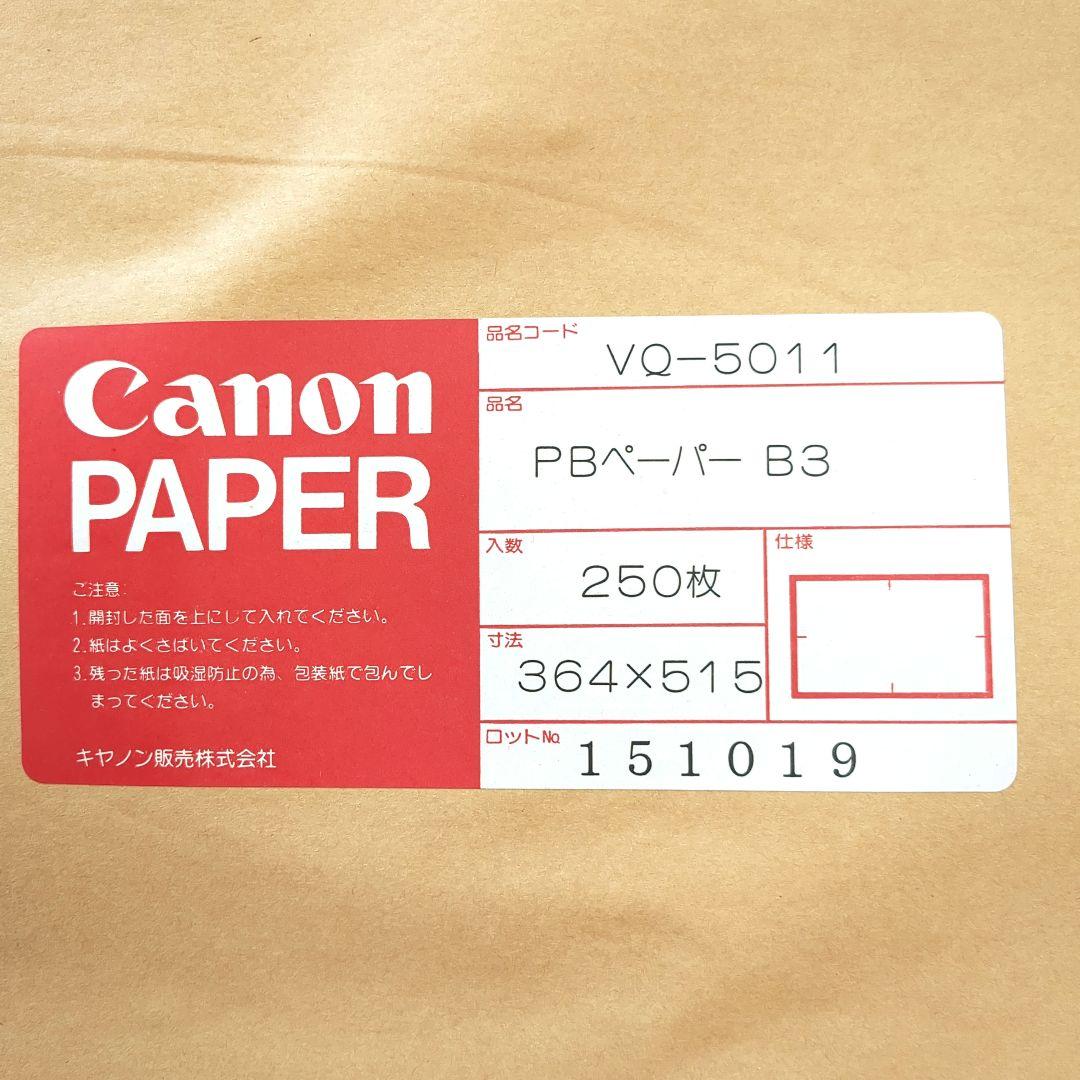 Canon
PAPER
ご注意:
1.開封した面を上にして入れてください。
2.紙はよくさばいてください。
3.残った紙は吸湿防止の為、包装紙で包んでし
まってください。
キヤノン販売株式会社
品名コード
VQ-5011
品名
PBペーパー B3
入数
250枚
仕様
寸法
364×515
ロット№
151019